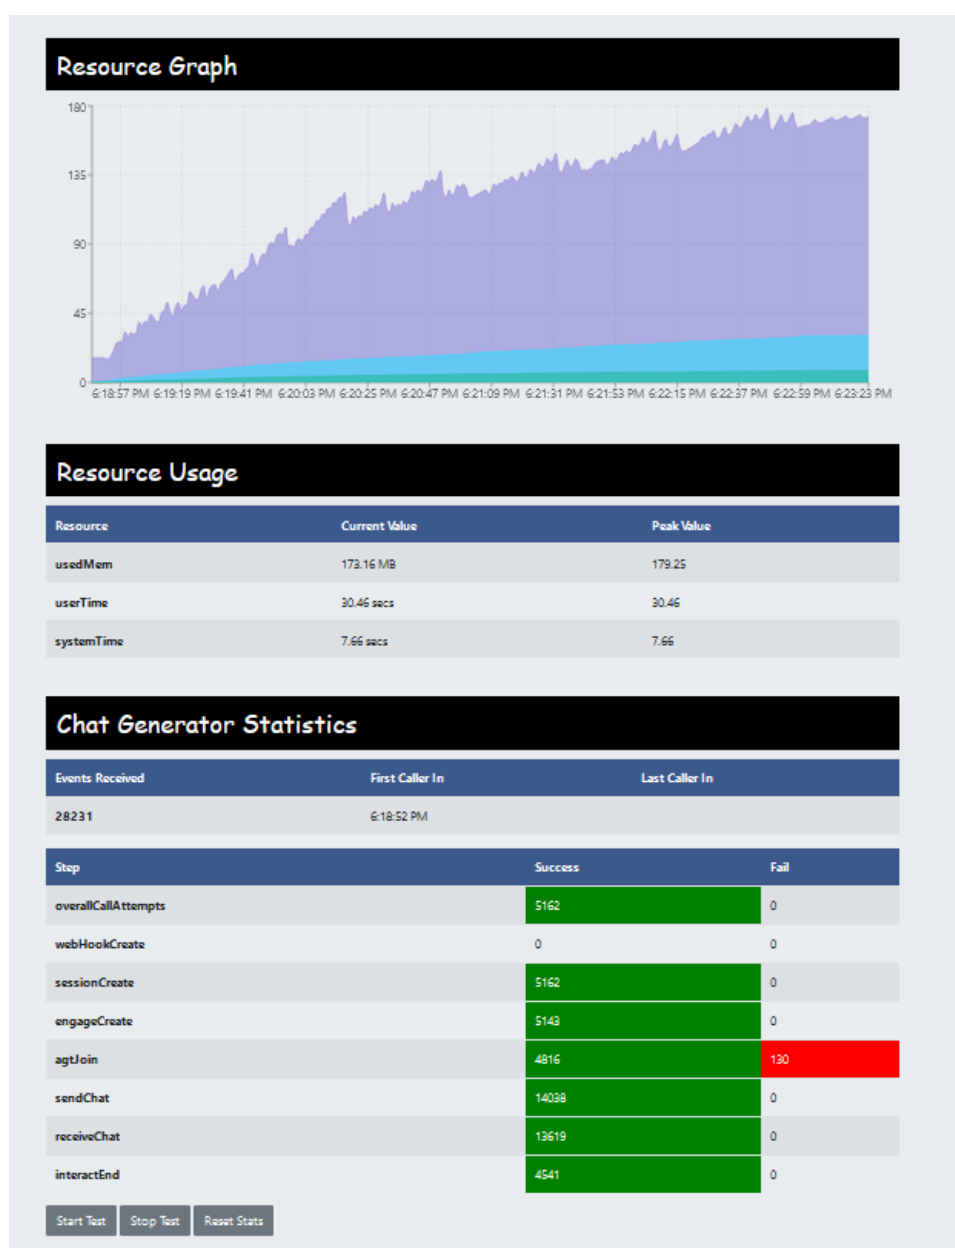 Resource Graph
180
135
90
45
0
6:18:57 PM 6:19:19 PM 6:19:41 PM 6:20:03 PM 6:20:25 PM 6:20:47 PM 6:21:09 PM 6:21:31 PM 6:21:53 PM 6:22:15 PM 6:22:37 PM 6:22:59 PM 6:23:23 PM
Resource Usage
Resource Current Value Peak Value
usedMem 173.16 MB 179.25
userTime 30.46 secs 30.46
systemTime 7.66 secs 7.66
Chat Generator Statistics
Events Received First Caller In Last Caller In
28231 6:18:52 PM
Step Success Fail
overallCallAttempts 5162 0
webHookCreate 0 0
sessionCreate 5162 0
engageCreate 5143 0
agtJoin 4816 130
sendChat 14038 0
receiveChat 13619 0
interactEnd 4541 0
Start Test Stop Test Reset Stats